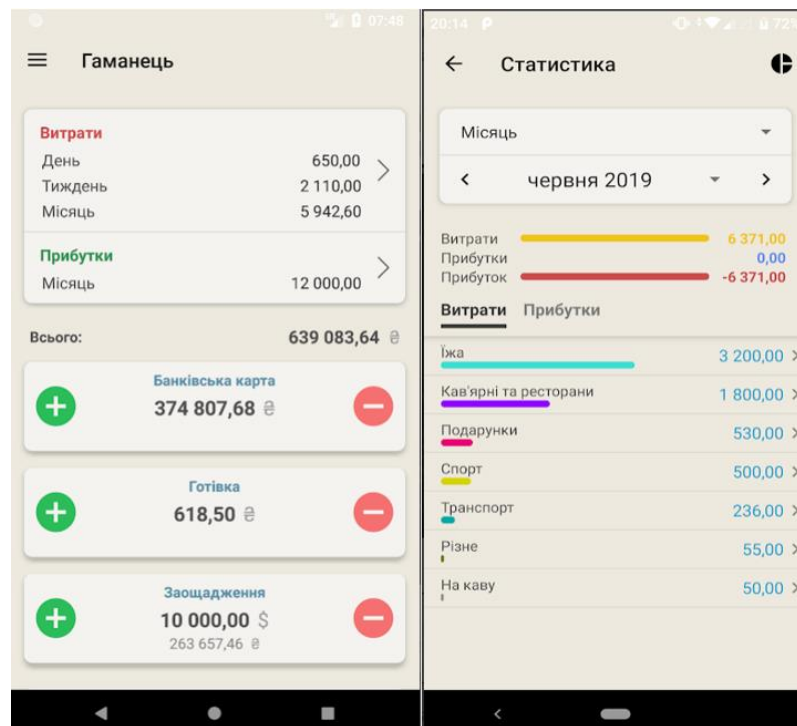 07:48
Гаманець
Витрати
День 650,00
Тиждень 2 110,00
Місяць 5 942,60
Прибутки
Місяць 12 000,00
Всього: 639 083,64 ₴
Банківська карта
374 807,68 ₴
Готівка
618,50 ₴
Заощадження
10 000,00 $
263 657,46 ₴
20:14 72%
Статистика
Місяць
червня 2019
Витрати 6 371,00
Прибутки 0,00
Прибуток -6 371,00
Витрати Прибутки
Їжа 3 200,00
Кав'ярні та ресторани 1 800,00
Подарунки 530,00
Спорт 500,00
Транспорт 236,00
Різне 55,00
На каву 50,00